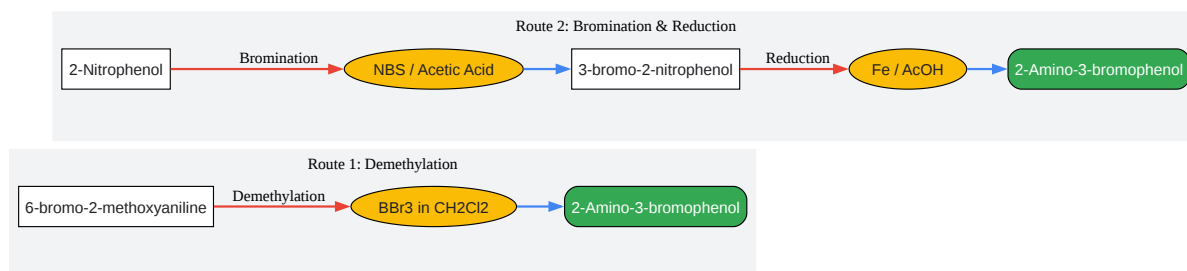 Route 2: Bromination & Reduction
2-Nitrophenol
Bromination
NBS / Acetic Acid
3-bromo-2-nitrophenol
Reduction
Fe / AcOH
2-Amino-3-bromophenol
Route 1: Demethylation
6-bromo-2-methoxyaniline
Demethylation
BBr3 in CH2Cl2
2-Amino-3-bromophenol